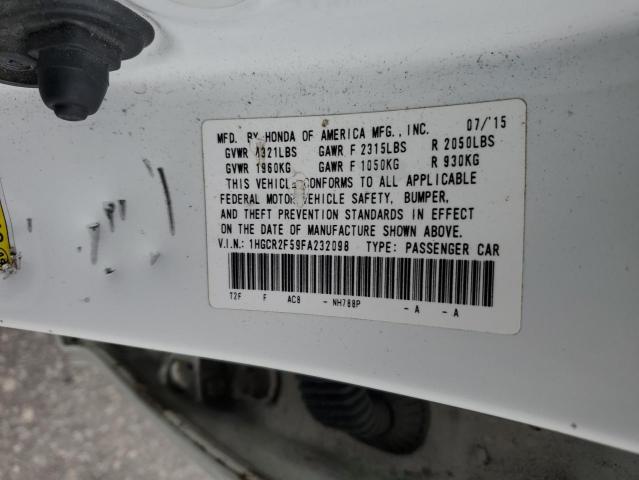 MFD. BY HONDA OF AMERICA MFG., INC. 07/'15
GVWR 4321LBS GAWR F 2315LBS R 2050LBS
GVWR 1960KG GAWR F 1050KG R 930KG
THIS VEHICLE CONFORMS TO ALL APPLICABLE
FEDERAL MOTOR VEHICLE SAFETY, BUMPER,
AND THEFT PREVENTION STANDARDS IN EFFECT
ON THE DATE OF MANUFACTURE SHOWN ABOVE.
V.I.N.: 1HGCR2F59FA232098 TYPE: PASSENGER CAR
T2F F AC8 - NH788P - A - A